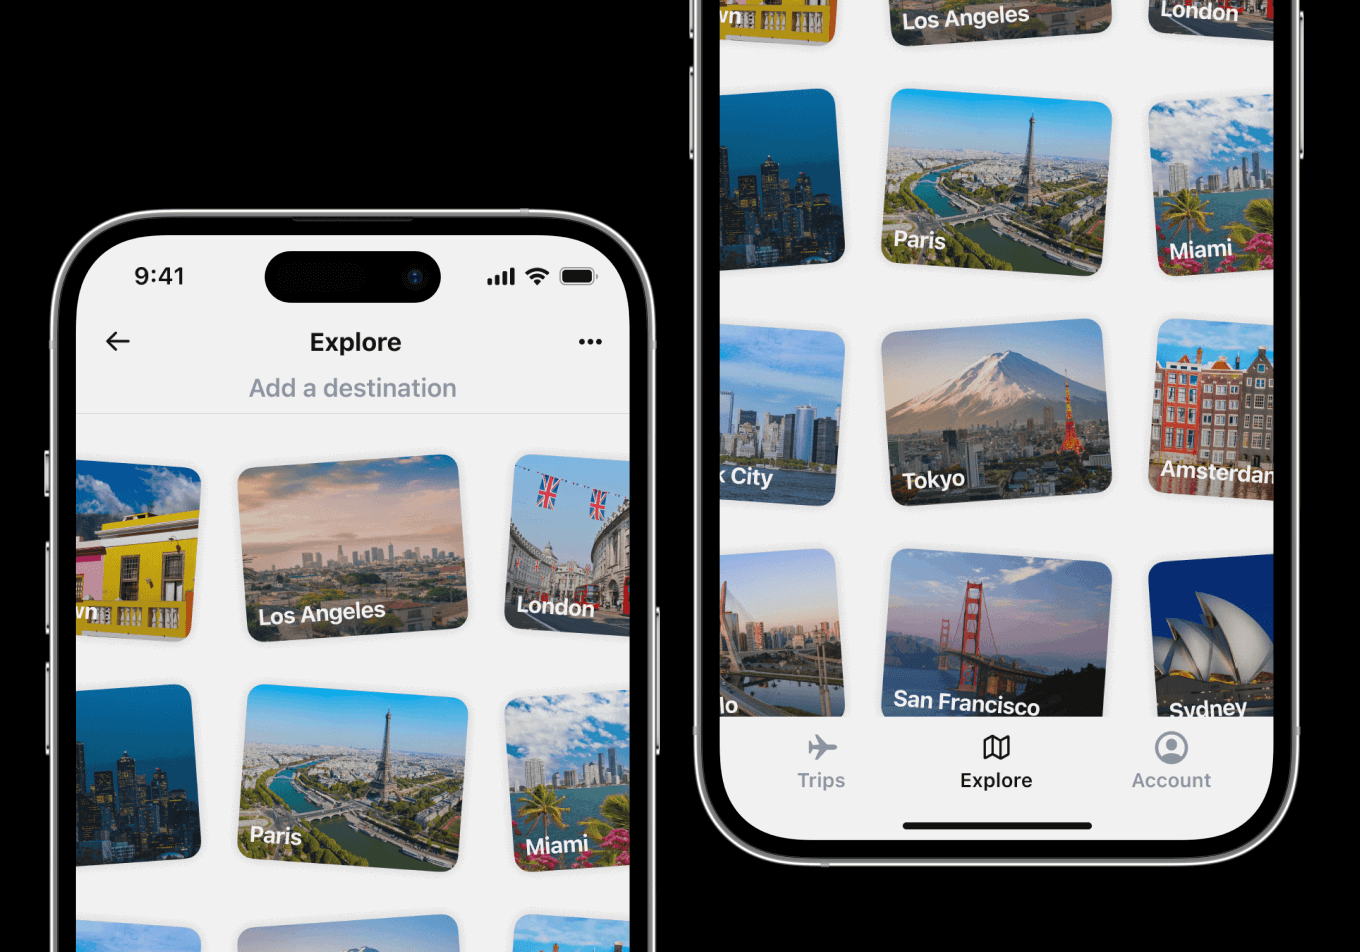 9:41
Explore
Add a destination
wn
Los Angeles
London
Paris
Miami
wn
Los Angeles
London
Paris
Miami
k City
Tokyo
Amsterdam
lo
San Francisco
Sydney
Trips
Explore
Account